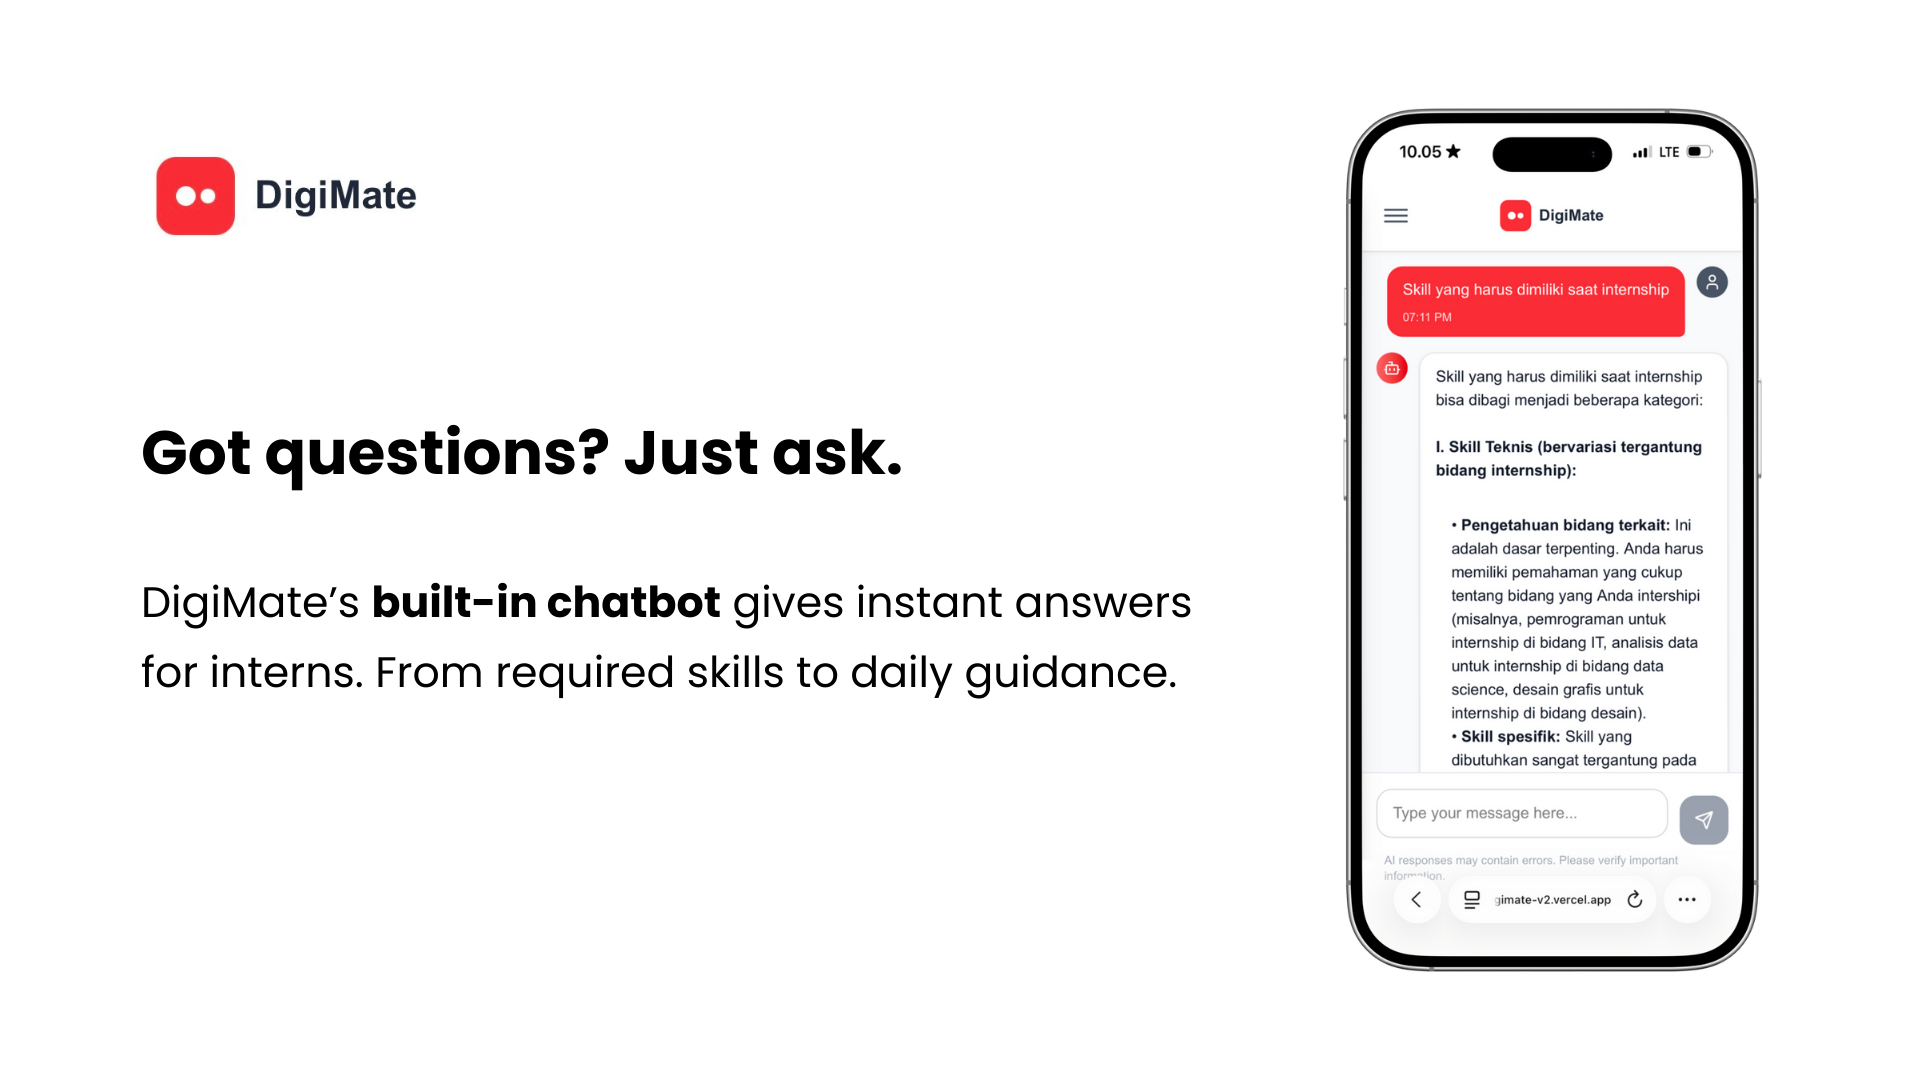 DigiMate
Got questions? Just ask.
DigiMate’s built-in chatbot gives instant answers
for interns. From required skills to daily guidance.
10.05
LTE
DigiMate
Skill yang harus dimiliki saat internship
07:11 PM
Skill yang harus dimiliki saat internship
bisa dibagi menjadi beberapa kategori:
I. Skill Teknis (bervariasi tergantung
bidang internship):
• Pengetahuan bidang terkait: Ini
adalah dasar terpenting. Anda harus
memiliki pemahaman yang cukup
tentang bidang yang Anda intershipi
(misalnya, pemrograman untuk
internship di bidang IT, analisis data
untuk internship di bidang data
science, desain grafis untuk
internship di bidang desain).
• Skill spesifik: Skill yang
dibutuhkan sangat tergantung pada
Type your message here...
AI responses may contain errors. Please verify important
information.
gimate-v2.vercel.app